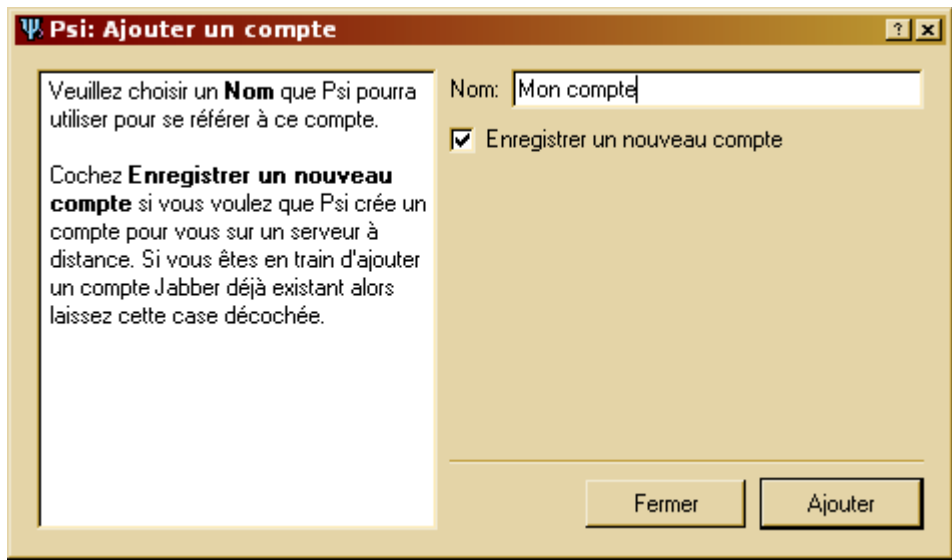 Psi: Ajouter un compte
Veuillez choisir un Nom que Psi pourra
utiliser pour se référer à ce compte.
Cochez Enregistrer un nouveau
compte si vous voulez que Psi crée un
compte pour vous sur un serveur à
distance. Si vous êtes en train d'ajouter
un compte Jabber déjà existant alors
laissez cette case décochée.
Nom: Mon compte
Enregistrer un nouveau compte
Fermer
Ajouter